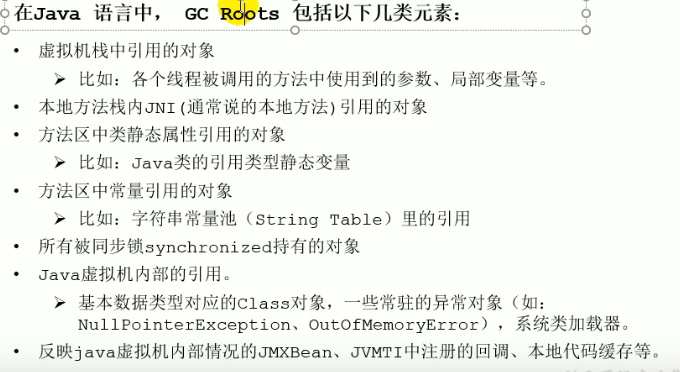 在Java 语言中， GC Roots 包括以下几类元素：
• 虚拟机栈中引用的对象
➢ 比如：各个线程被调用的方法中使用到的参数、局部变量等。
• 本地方法栈内JNI(通常说的本地方法)引用的对象
• 方法区中类静态属性引用的对象
➢ 比如：Java类的引用类型静态变量
• 方法区中常量引用的对象
➢ 比如：字符串常量池（String Table）里的引用
• 所有被同步锁synchronized持有的对象
• Java虚拟机内部的引用。
➢ 基本数据类型对应的Class对象，一些常驻的异常对象（如：
NullPointerException、OutOfMemoryError），系统类加载器。
• 反映java虚拟机内部情况的JMXBean、JVMTI中注册的回调、本地代码缓存等。